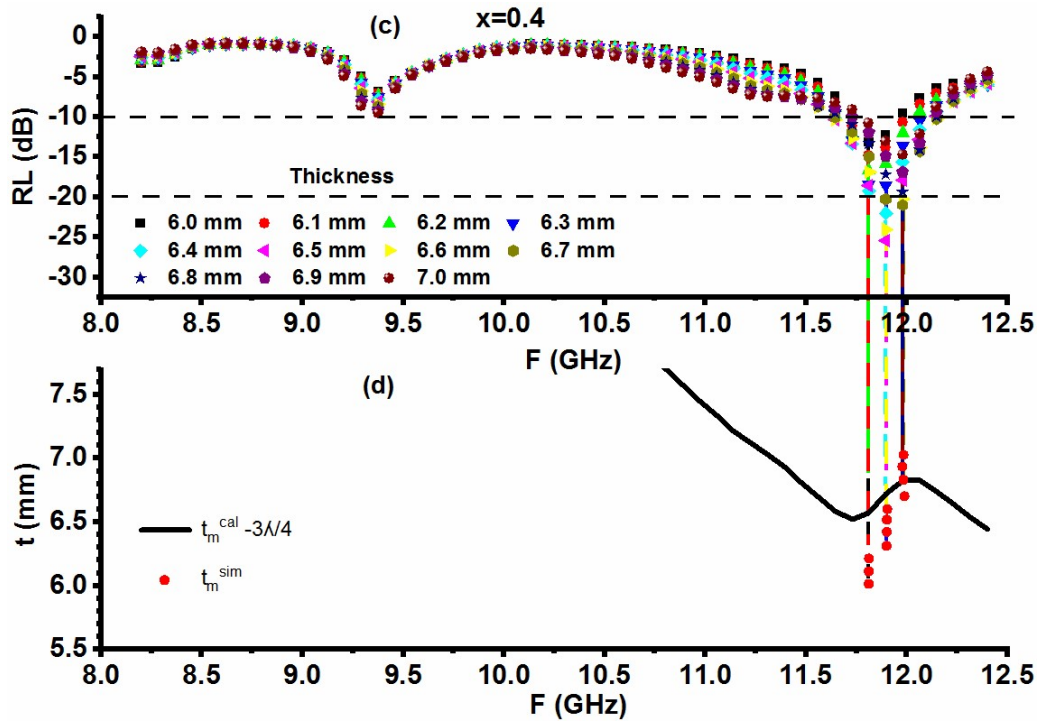 (c)
x=0.4
RL (dB)
0
-5
-10
-15
-20
-25
-30
Thickness
6.0 mm 6.1 mm 6.2 mm 6.3 mm
6.4 mm 6.5 mm 6.6 mm 6.7 mm
6.8 mm 6.9 mm 7.0 mm
8.0 8.5 9.0 9.5 10.0 10.5 11.0 11.5 12.0 12.5
F (GHz)
(d)
t (mm)
7.5
7.0
6.5
6.0
5.5
t_m^cal -3λ/4
t_m^sim
8.0 8.5 9.0 9.5 10.0 10.5 11.0 11.5 12.0 12.5
F (GHz)